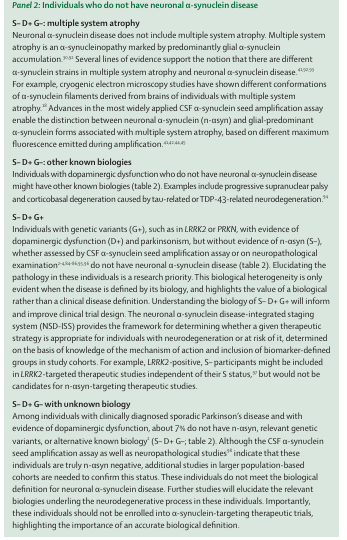 Panel 2: Individuals who do not have neuronal α-synuclein disease
S– D+ G–: multiple system atrophy
Neuronal α-synuclein disease does not include multiple system atrophy. Multiple system
atrophy is an α-synucleinopathy marked by predominantly glial α-synuclein
accumulation. Several lines of evidence support the notion that there are different
α-synuclein strains in multiple system atrophy and neuronal α-synuclein disease.
For example, cryogenic electron microscopy studies have shown different conformations
of α-synuclein filaments derived from brains of individuals with multiple system
atrophy. Advances in the most widely applied CSF α-synuclein seed amplification assay
enable the distinction between neuronal α-synuclein (n-αsyn) and glial-predominant
α-synuclein forms associated with multiple system atrophy, based on different maximum
fluorescence emitted during amplification.
S– D+ G–: other known biologies
Individuals with dopaminergic dysfunction who do not have neuronal α-synuclein disease
might have other known biologies (table 2). Examples include progressive supranuclear palsy
and corticobasal degeneration caused by tau-related or TDP-43-related neurodegeneration.
S– D+ G+
Individuals with genetic variants (G+), such as in LRRK2 or PRKN, with evidence of
dopaminergic dysfunction (D+) and parkinsonism, but without evidence of n-αsyn (S–),
whether assessed by CSF α-synuclein seed amplification assay or on neuropathological
examination do not have neuronal α-synuclein disease (table 2). Elucidating the
pathology in these individuals is a research priority. This biological heterogeneity is only
evident when the disease is defined by its biology, and highlights the value of a biological
rather than a clinical disease definition. Understanding the biology of S– D+ G+ will inform
and improve clinical trial design. The neuronal α-synuclein disease-integrated staging
system (NSD-ISS) provides the framework for determining whether a given therapeutic
strategy is appropriate for individuals with neurodegeneration or at risk of it, determined
on the basis of knowledge of the mechanism of action and inclusion of biomarker-defined
groups in study cohorts. For example, LRRK2-positive, S– participants might be included
in LRRK2-targeted therapeutic studies independent of their S status, but would not be
candidates for n-αsyn-targeting therapeutic studies.
S– D+ G– with unknown biology
Among individuals with clinically diagnosed sporadic Parkinson's disease and with
evidence of dopaminergic dysfunction, about 7% do not have n-αsyn, relevant genetic
variants, or alternative known biology (S– D+ G–; table 2). Although the CSF α-synuclein
seed amplification assay as well as neuropathological studies indicate that these
individuals are truly n-αsyn negative, additional studies in larger population-based
cohorts are needed to confirm this status. These individuals do not meet the biological
definition for neuronal α-synuclein disease. Further studies will elucidate the relevant
biologies underling the neurodegenerative process in these individuals. Importantly,
these individuals should not be enrolled into α-synuclein-targeting therapeutic trials,
highlighting the importance of an accurate biological definition.